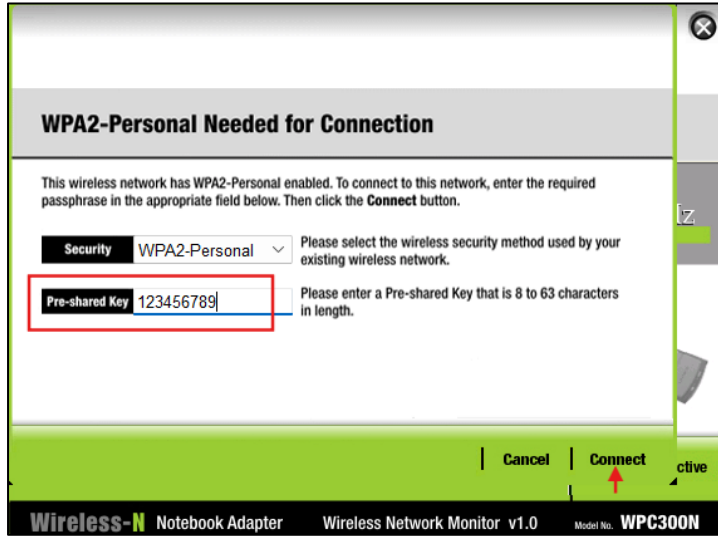 WPA2-Personal Needed for Connection
This wireless network has WPA2-Personal enabled. To connect to this network, enter the required
passphrase in the appropriate field below. Then click the Connect button.
Security WPA2-Personal Please select the wireless security method used by your
existing wireless network.
Pre-shared Key 123456789 Please enter a Pre-shared Key that is 8 to 63 characters
in length.
Cancel Connect
Wireless-N Notebook Adapter Wireless Network Monitor v1.0 Model No. WPC300N